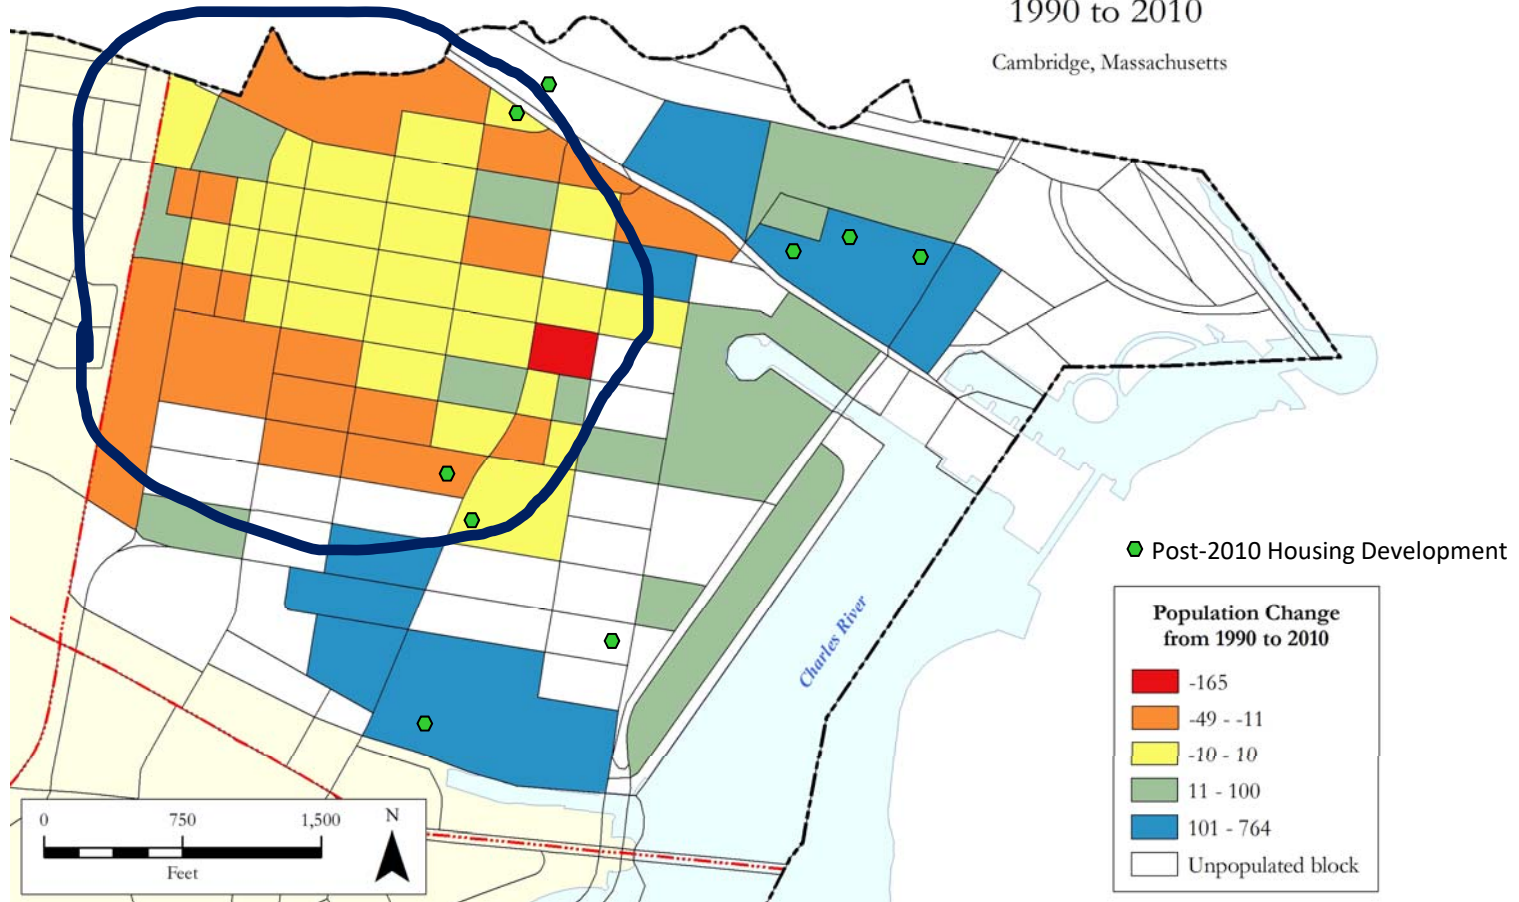 1990 to 2010
Cambridge, Massachusetts
Post-2010 Housing Development
Population Change
from 1990 to 2010
-165
-49 - -11
-10 - 10
11 - 100
101 - 764
Unpopulated block
Charles River
0 750 1,500
Feet
N